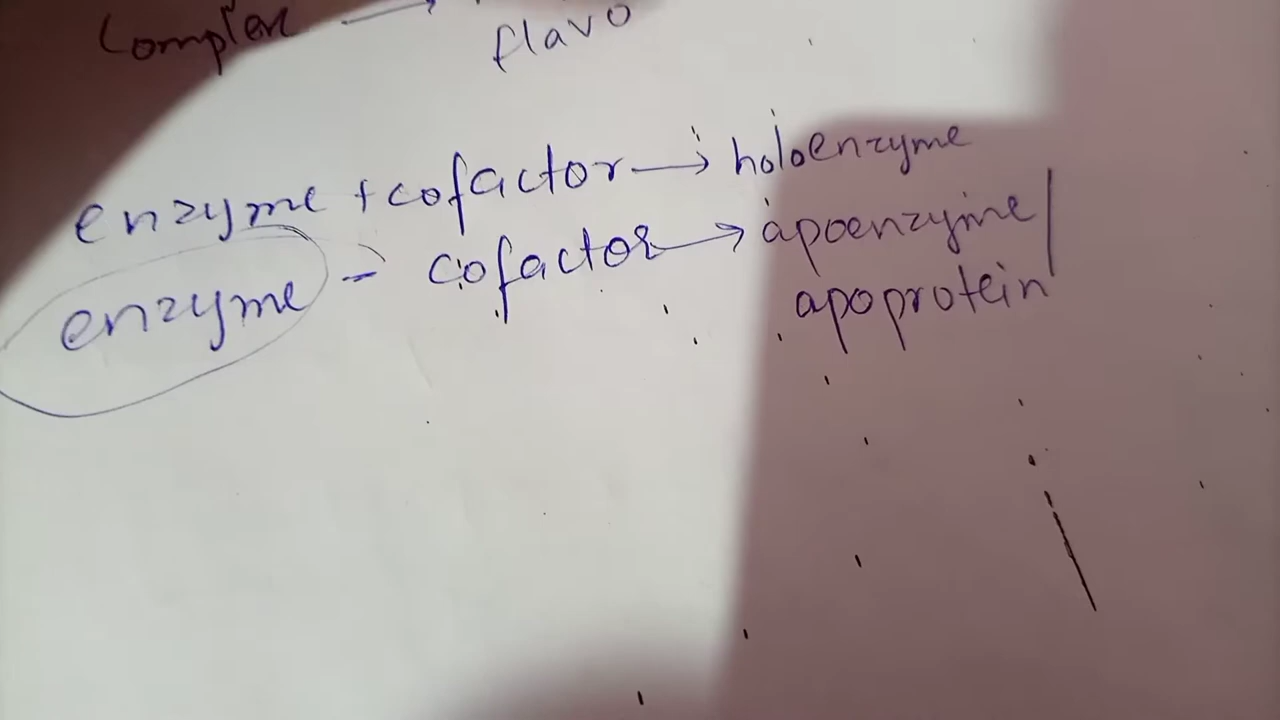 Complex →
flavo
enzyme + cofactor → holoenzyme
enzyme - cofactor → apoenzyme/
apoprotein